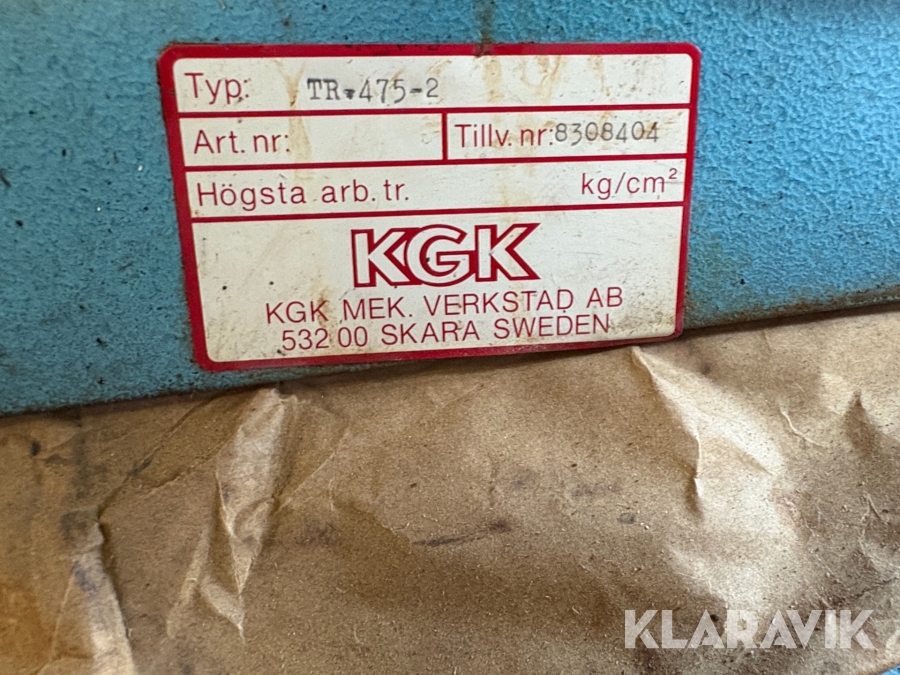 Typ: TR-475-2
Art. nr: Tillv. nr: 8308404
Högsta arb. tr. kg/cm²
KGK
KGK MEK. VERKSTAD AB
532 00 SKARA SWEDEN
KLARAVIK